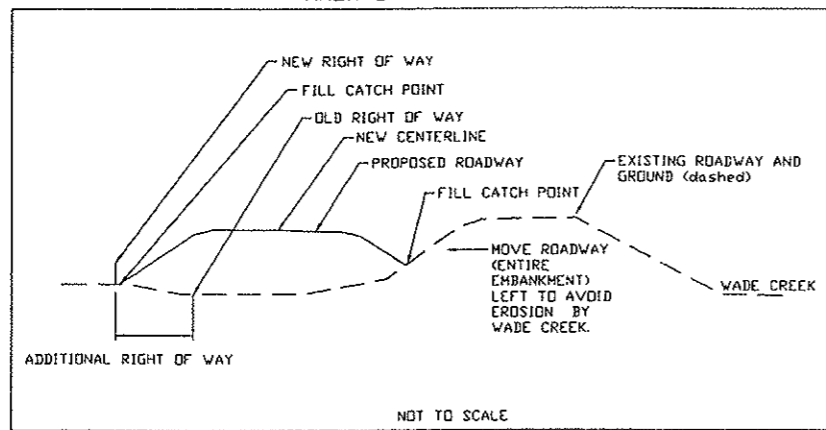 NEW RIGHT OF WAY
FILL CATCH POINT
OLD RIGHT OF WAY
NEW CENTERLINE
PROPOSED ROADWAY
EXISTING ROADWAY AND
GROUND (dashed)
FILL CATCH POINT
MOVE ROADWAY
(ENTIRE
EMBANKMENT)
LEFT TO AVOID
EROSION BY
WADE CREEK.
WADE CREEK
ADDITIONAL RIGHT OF WAY
NOT TO SCALE